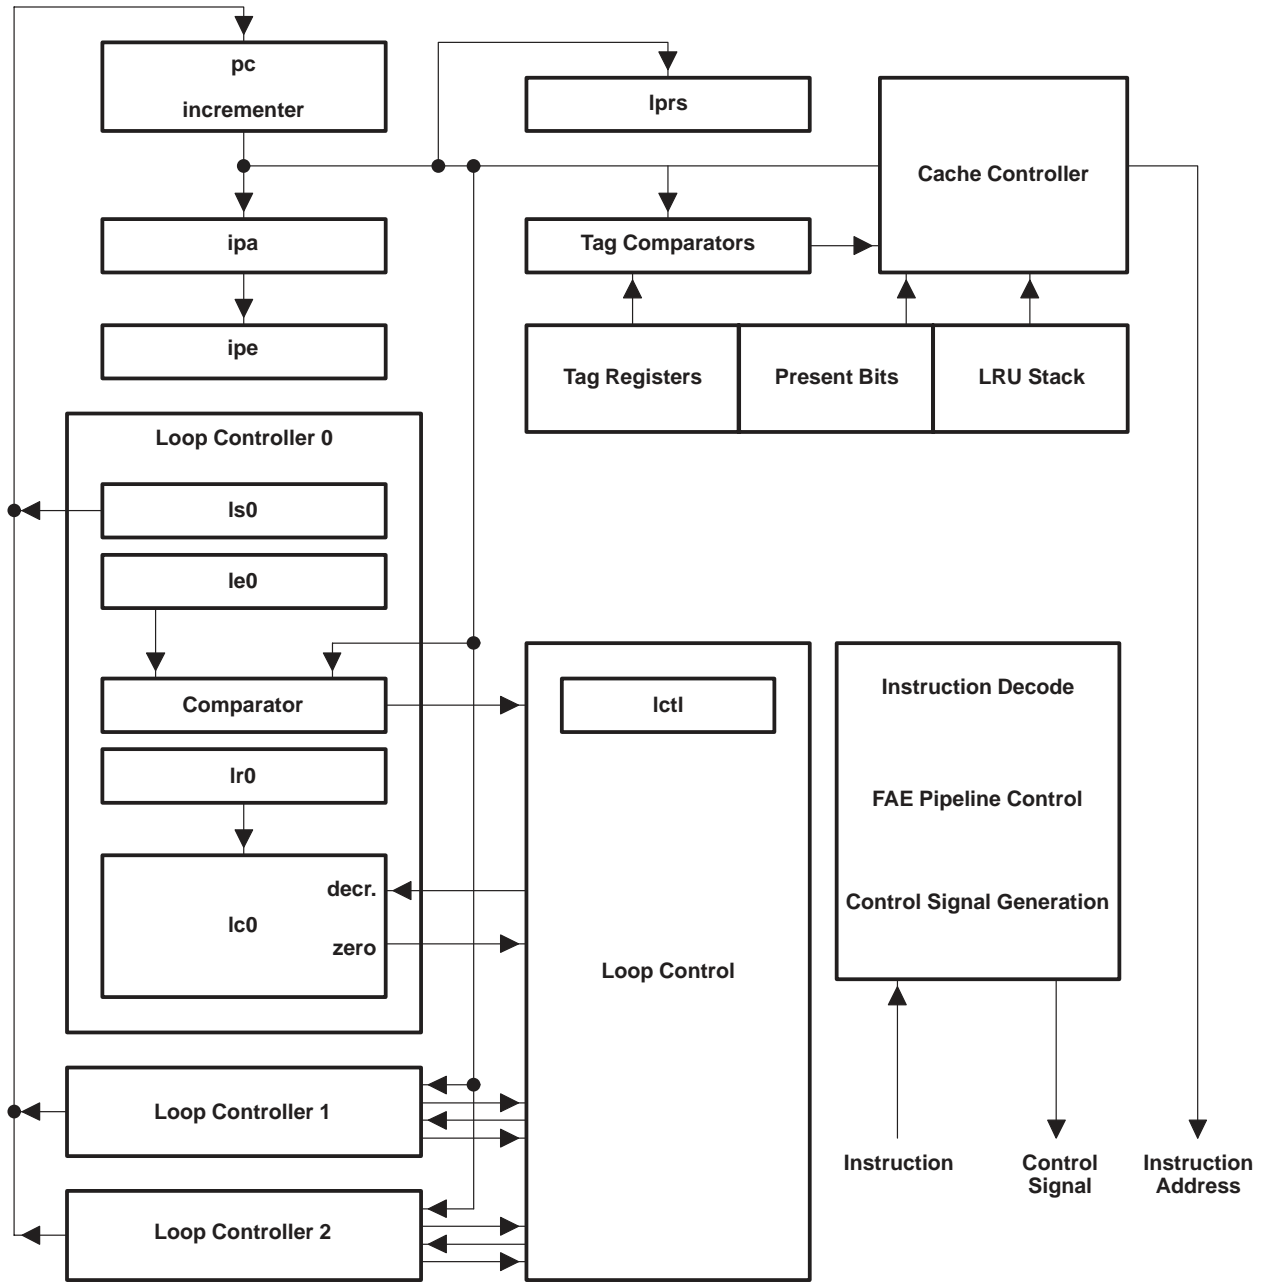 pc
incrementer
lprs
Cache Controller
ipa
Tag Comparators
ipe
Tag Registers
Present Bits
LRU Stack
Loop Controller 0
ls0
le0
Comparator
lr0
decr.
lc0
zero
lctl
Loop Control
Instruction Decode
FAE Pipeline Control
Control Signal Generation
Loop Controller 1
Loop Controller 2
Instruction
Control
Signal
Instruction
Address